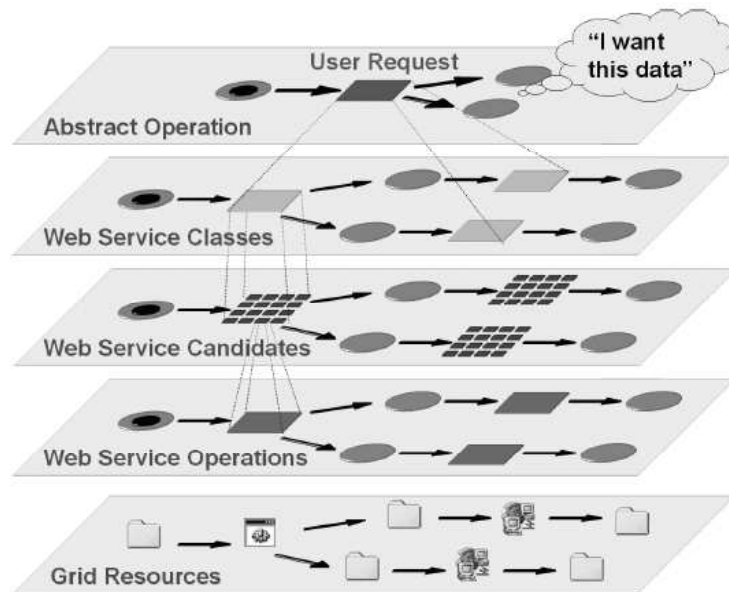 “I want
this data”
User Request
Abstract Operation
Web Service Classes
Web Service Candidates
Web Service Operations
Grid Resources